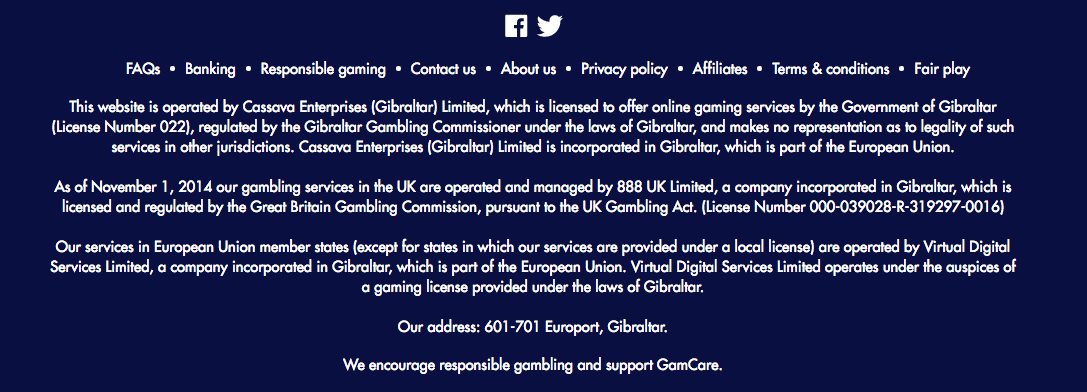 FAQs • Banking • Responsible gaming • Contact us • About us • Privacy policy • Affiliates • Terms & conditions • Fair play
This website is operated by Cassava Enterprises (Gibraltar) Limited, which is licensed to offer online gaming services by the Government of Gibraltar
(License Number 022), regulated by the Gibraltar Gambling Commissioner under the laws of Gibraltar, and makes no representation as to legality of such
services in other jurisdictions. Cassava Enterprises (Gibraltar) Limited is incorporated in Gibraltar, which is part of the European Union.
As of November 1, 2014 our gambling services in the UK are operated and managed by 888 UK Limited, a company incorporated in Gibraltar, which is
licensed and regulated by the Great Britain Gambling Commission, pursuant to the UK Gambling Act. (License Number 000-039028-R-319297-0016)
Our services in European Union member states (except for states in which our services are provided under a local license) are operated by Virtual Digital
Services Limited, a company incorporated in Gibraltar, which is part of the European Union. Virtual Digital Services Limited operates under the auspices of
a gaming license provided under the laws of Gibraltar.
Our address: 601-701 Europort, Gibraltar.
We encourage responsible gambling and support GamCare.